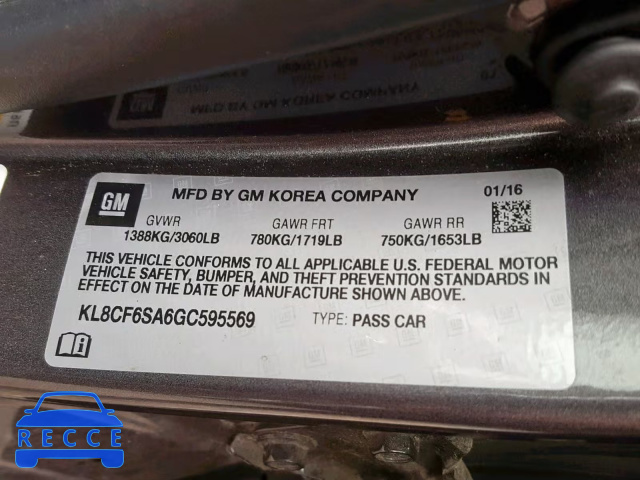 GM
MFD BY GM KOREA COMPANY 01/16
GVWR GAWR FRT GAWR RR
1388KG/3060LB 780KG/1719LB 750KG/1653LB
THIS VEHICLE CONFORMS TO ALL APPLICABLE U.S. FEDERAL MOTOR
VEHICLE SAFETY, BUMPER, AND THEFT PREVENTION STANDARDS IN
EFFECT ON THE DATE OF MANUFACTURE SHOWN ABOVE.
KL8CF6SA6GC595569 TYPE: PASS CAR
RECCE